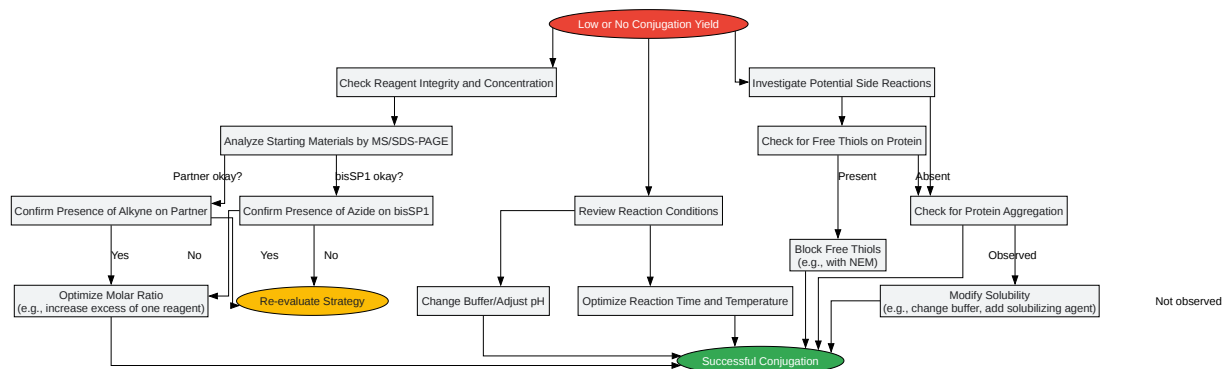 Low or No Conjugation Yield
Check Reagent Integrity and Concentration
Investigate Potential Side Reactions
Analyze Starting Materials by MS/SDS-PAGE
Check for Free Thiols on Protein
Partner okay?
bisSP1 okay?
Present
Absent
Confirm Presence of Alkyne on Partner
Confirm Presence of Azide on bisSP1
Review Reaction Conditions
Check for Protein Aggregation
Yes
No
Yes
No
Block Free Thiols
(e.g., with NEM)
Observed
Optimize Molar Ratio
(e.g., increase excess of one reagent)
Re-evaluate Strategy
Change Buffer/Adjust pH
Optimize Reaction Time and Temperature
Modify Solubility
(e.g., change buffer, add solubilizing agent)
Not observed
Successful Conjugation